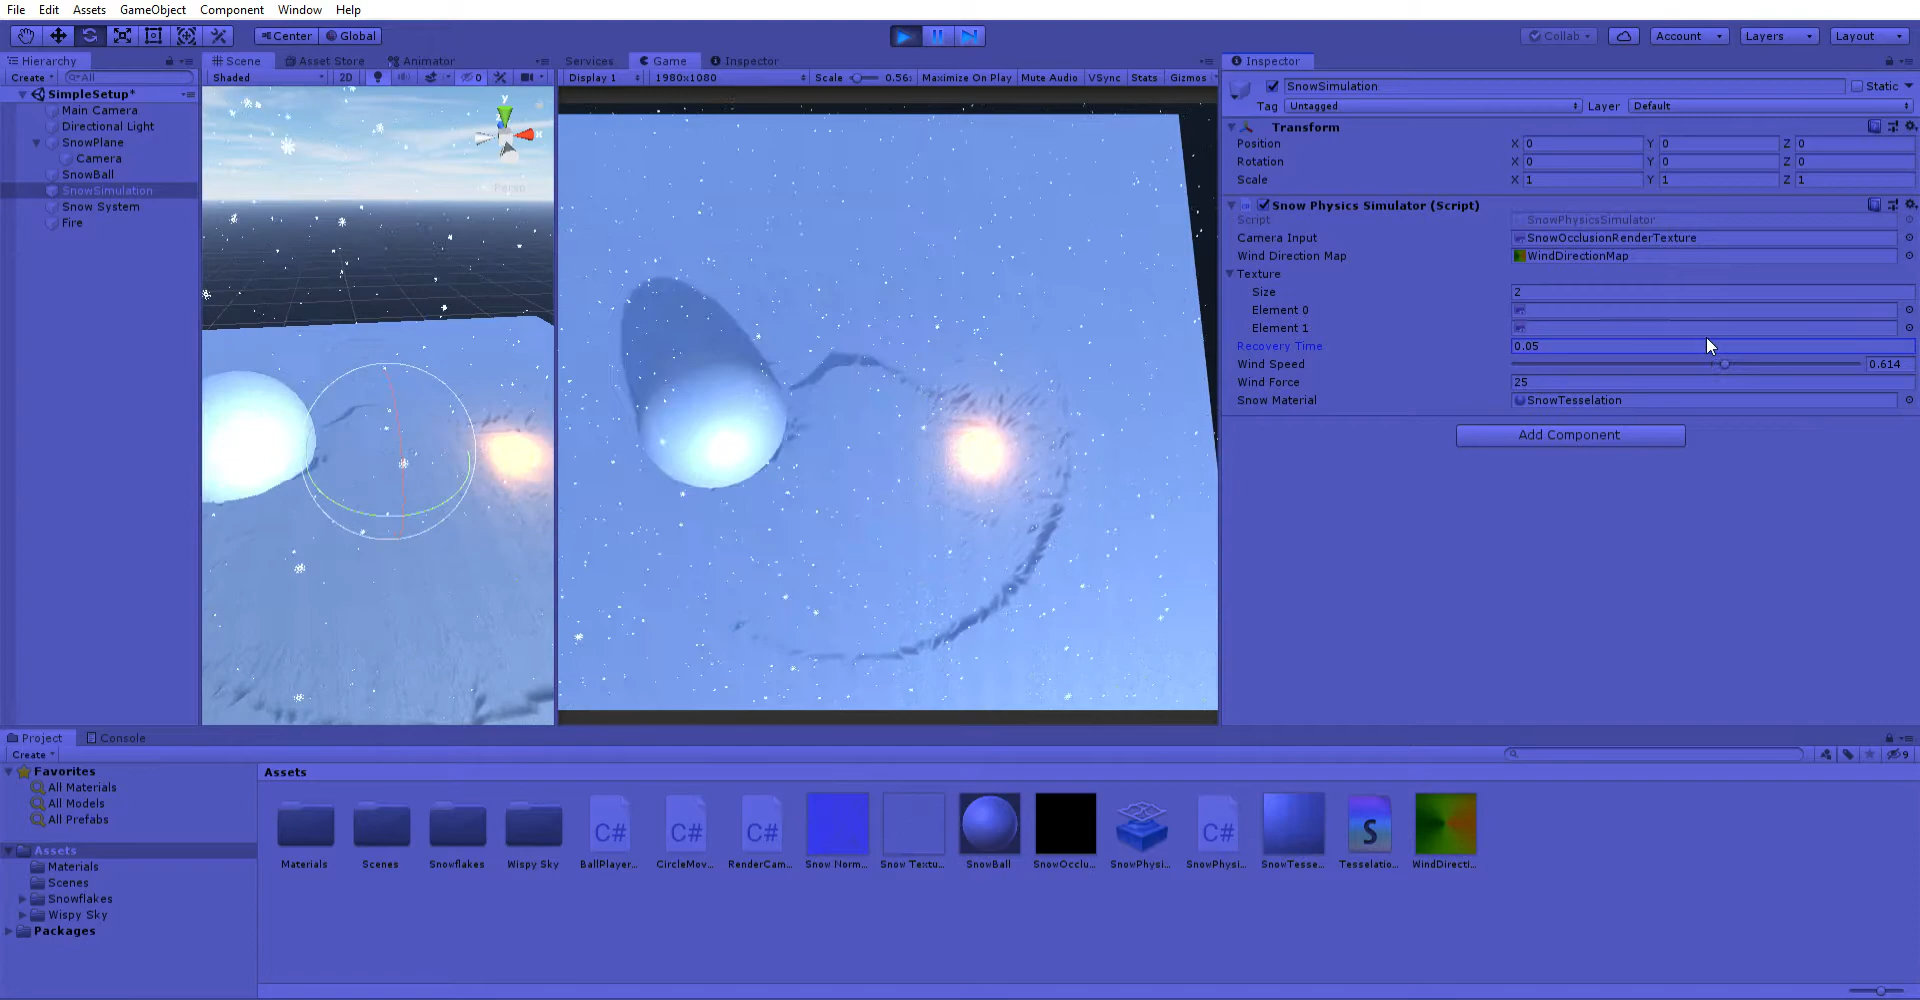 File Edit Assets GameObject Component Window Help
Center Global Collab Account Layers Layout
Hierarchy
Create All
SimpleSetup*
Main Camera
Directional Light
SnowPlane
Camera
SnowBall
SnowSimulation
Snow System
Fire
Scene Asset Store Animator
Shaded 2D 0
y
x
Persp
Services Game Inspector
Display 1 1980x1080 Scale 0.56: Maximize On Play Mute Audio VSync Stats Gizmos
Inspector
SnowSimulation Static
Tag Untagged Layer Default
Transform
Position X 0 Y 0 Z 0
Rotation X 0 Y 0 Z 0
Scale X 1 Y 1 Z 1
Snow Physics Simulator (Script)
Script SnowPhysicsSimulator
Camera Input SnowOcclusionRenderTexture
Wind Direction Map WindDirectionMap
Texture
Size 2
Element 0
Element 1
Recovery Time 0.05
Wind Speed 0.614
Wind Force 25
Snow Material SnowTesselation
Add Component
Project Console
Create 9
Favorites
All Materials
All Models
All Prefabs
Assets
Materials
Scenes
Snowflakes
Wispy Sky
Packages
Assets
C# C# C# C# S
Materials Scenes Snowflakes Wispy Sky BallPlayer... CircleMov... RenderCam... Snow Norm... Snow Textu... SnowBall SnowOcclu... SnowPhysi... SnowPhysi... SnowTesse... Tesselatio... WindDirecti...